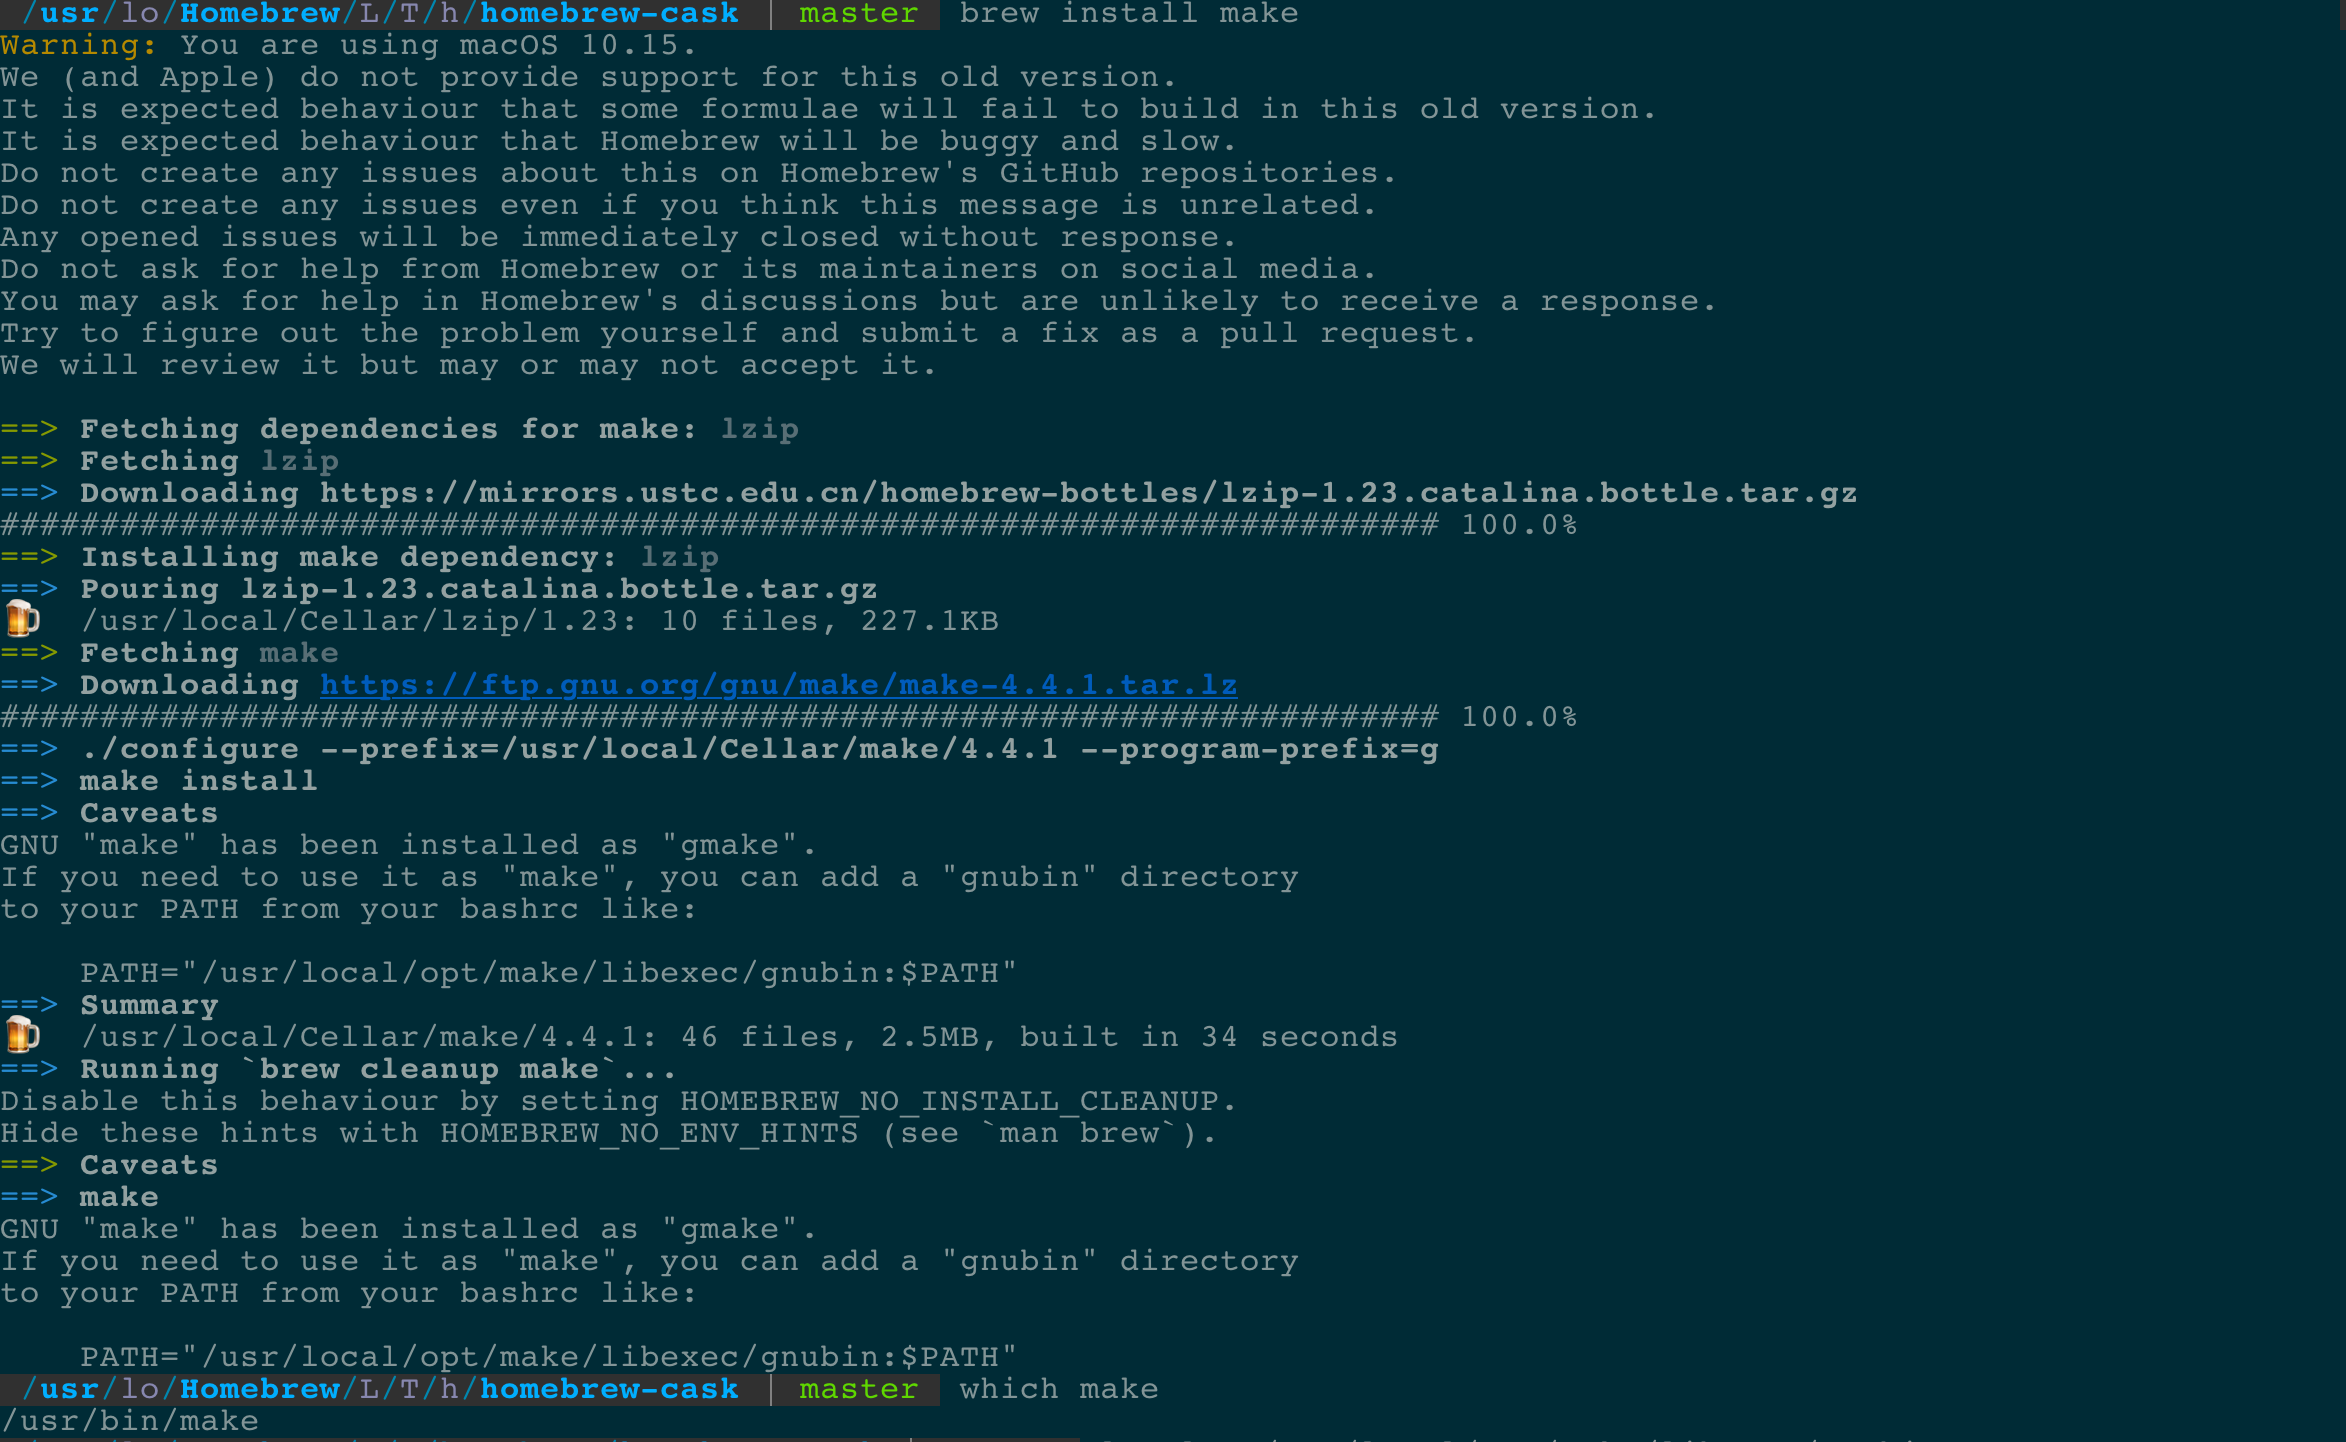 /usr/lo/Homebrew/L/T/h/homebrew-cask | master brew install make
Warning: You are using macOS 10.15.
We (and Apple) do not provide support for this old version.
It is expected behaviour that some formulae will fail to build in this old version.
It is expected behaviour that Homebrew will be buggy and slow.
Do not create any issues about this on Homebrew's GitHub repositories.
Do not create any issues even if you think this message is unrelated.
Any opened issues will be immediately closed without response.
Do not ask for help from Homebrew or its maintainers on social media.
You may ask for help in Homebrew's discussions but are unlikely to receive a response.
Try to figure out the problem yourself and submit a fix as a pull request.
We will review it but may or may not accept it.
==> Fetching dependencies for make: lzip
==> Fetching lzip
==> Downloading https://mirrors.ustc.edu.cn/homebrew-bottles/lzip-1.23.catalina.bottle.tar.gz
######################################################################## 100.0%
==> Installing make dependency: lzip
==> Pouring lzip-1.23.catalina.bottle.tar.gz
🍺 /usr/local/Cellar/lzip/1.23: 10 files, 227.1KB
==> Fetching make
==> Downloading https://ftp.gnu.org/gnu/make/make-4.4.1.tar.lz
######################################################################## 100.0%
==> ./configure --prefix=/usr/local/Cellar/make/4.4.1 --program-prefix=g
==> make install
==> Caveats
GNU "make" has been installed as "gmake".
If you need to use it as "make", you can add a "gnubin" directory
to your PATH from your bashrc like:
PATH="/usr/local/opt/make/libexec/gnubin:$PATH"
==> Summary
🍺 /usr/local/Cellar/make/4.4.1: 46 files, 2.5MB, built in 34 seconds
==> Running `brew cleanup make`...
Disable this behaviour by setting HOMEBREW_NO_INSTALL_CLEANUP.
Hide these hints with HOMEBREW_NO_ENV_HINTS (see `man brew`).
==> Caveats
==> make
GNU "make" has been installed as "gmake".
If you need to use it as "make", you can add a "gnubin" directory
to your PATH from your bashrc like:
PATH="/usr/local/opt/make/libexec/gnubin:$PATH"
/usr/lo/Homebrew/L/T/h/homebrew-cask | master which make
/usr/bin/make